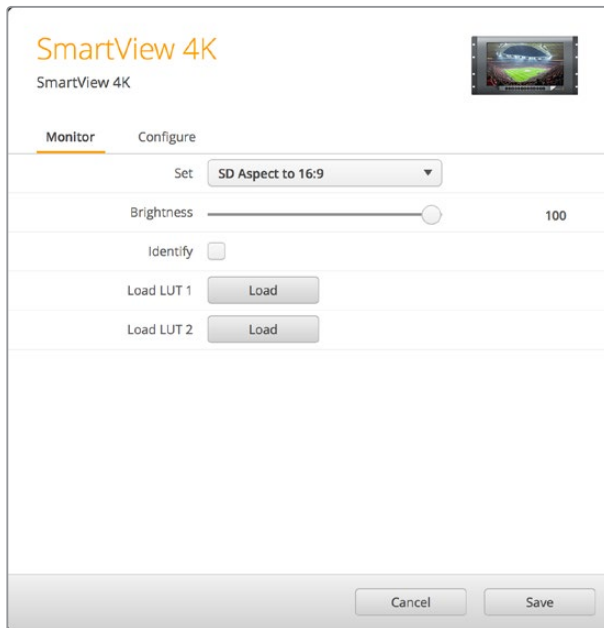 SmartView 4K
SmartView 4K
Monitor Configure
Set SD Aspect to 16:9
Brightness 100
Identify
Load LUT 1 Load
Load LUT 2 Load
Cancel Save